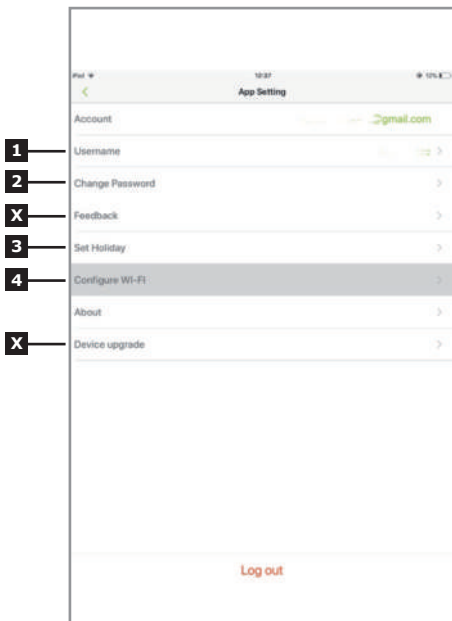 iPad 12:37
App Setting
Account @gmail.com
1 Username
2 Change Password
X Feedback
3 Set Holiday
4 Configure Wi-Fi
About
X Device upgrade
Log out